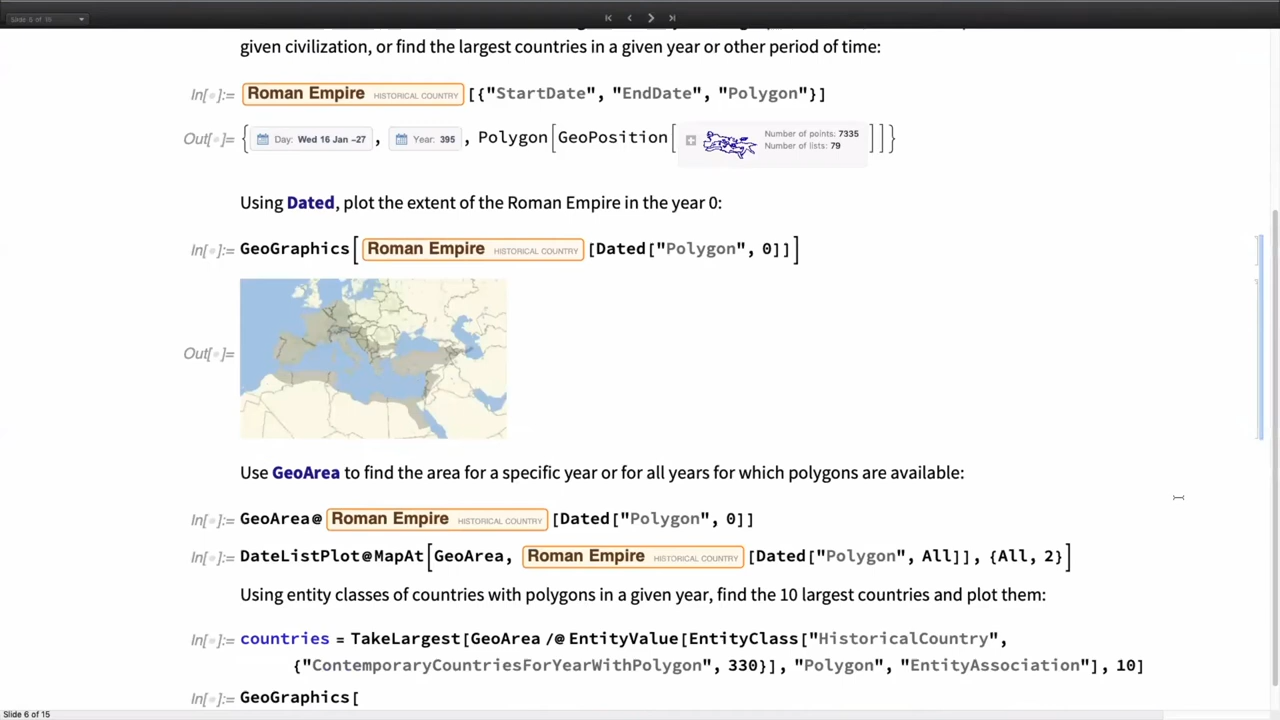 Slide 6 of 15
given civilization, or find the largest countries in a given year or other period of time:
In[ ]:= Roman Empire HISTORICAL COUNTRY [{"StartDate", "EndDate", "Polygon"}]
Out[ ]= { Day: Wed 16 Jan −27 , Year: 395 , Polygon[GeoPosition[ Number of points: 7335
Number of lists: 79 ]]}
Using Dated, plot the extent of the Roman Empire in the year 0:
In[ ]:= GeoGraphics[ Roman Empire HISTORICAL COUNTRY [Dated["Polygon", 0]]]
Out[ ]=
Use GeoArea to find the area for a specific year or for all years for which polygons are available:
In[ ]:= GeoArea@ Roman Empire HISTORICAL COUNTRY [Dated["Polygon", 0]]
In[ ]:= DateListPlot@MapAt[GeoArea, Roman Empire HISTORICAL COUNTRY [Dated["Polygon", All]], {All, 2}]
Using entity classes of countries with polygons in a given year, find the 10 largest countries and plot them:
In[ ]:= countries = TakeLargest[GeoArea /@ EntityValue[EntityClass["HistoricalCountry",
{"ContemporaryCountriesForYearWithPolygon", 330}], "Polygon", "EntityAssociation"], 10]
In[ ]:= GeoGraphics[
Slide 6 of 15